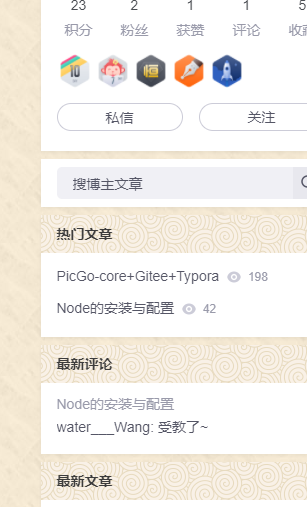 23 2 1 1 5
积分 粉丝 获赞 评论 收藏
10
私信 关注
搜博主文章
热门文章
PicGo-core+Gitee+Typora 198
Node的安装与配置 42
最新评论
Node的安装与配置
water___Wang: 受教了~
最新文章